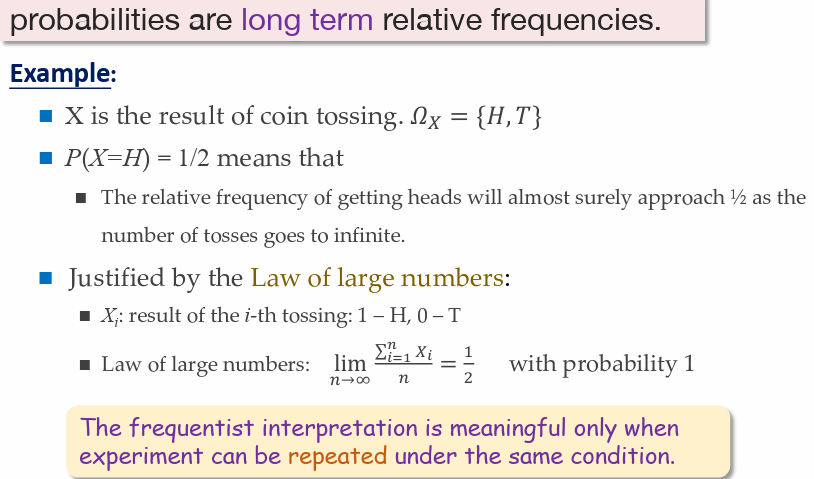 probabilities are long term relative frequencies.
Example:
X is the result of coin tossing. Ω_X = {H, T}
P(X=H) = 1/2 means that
The relative frequency of getting heads will almost surely approach ½ as the
number of tosses goes to infinite.
Justified by the Law of large numbers:
X_i: result of the i-th tossing: 1 – H, 0 – T
Law of large numbers: lim_{n→∞} \frac{∑_{i=1}^{n} X_i}{n} = \frac{1}{2} with probability 1
The frequentist interpretation is meaningful only when
experiment can be repeated under the same condition.